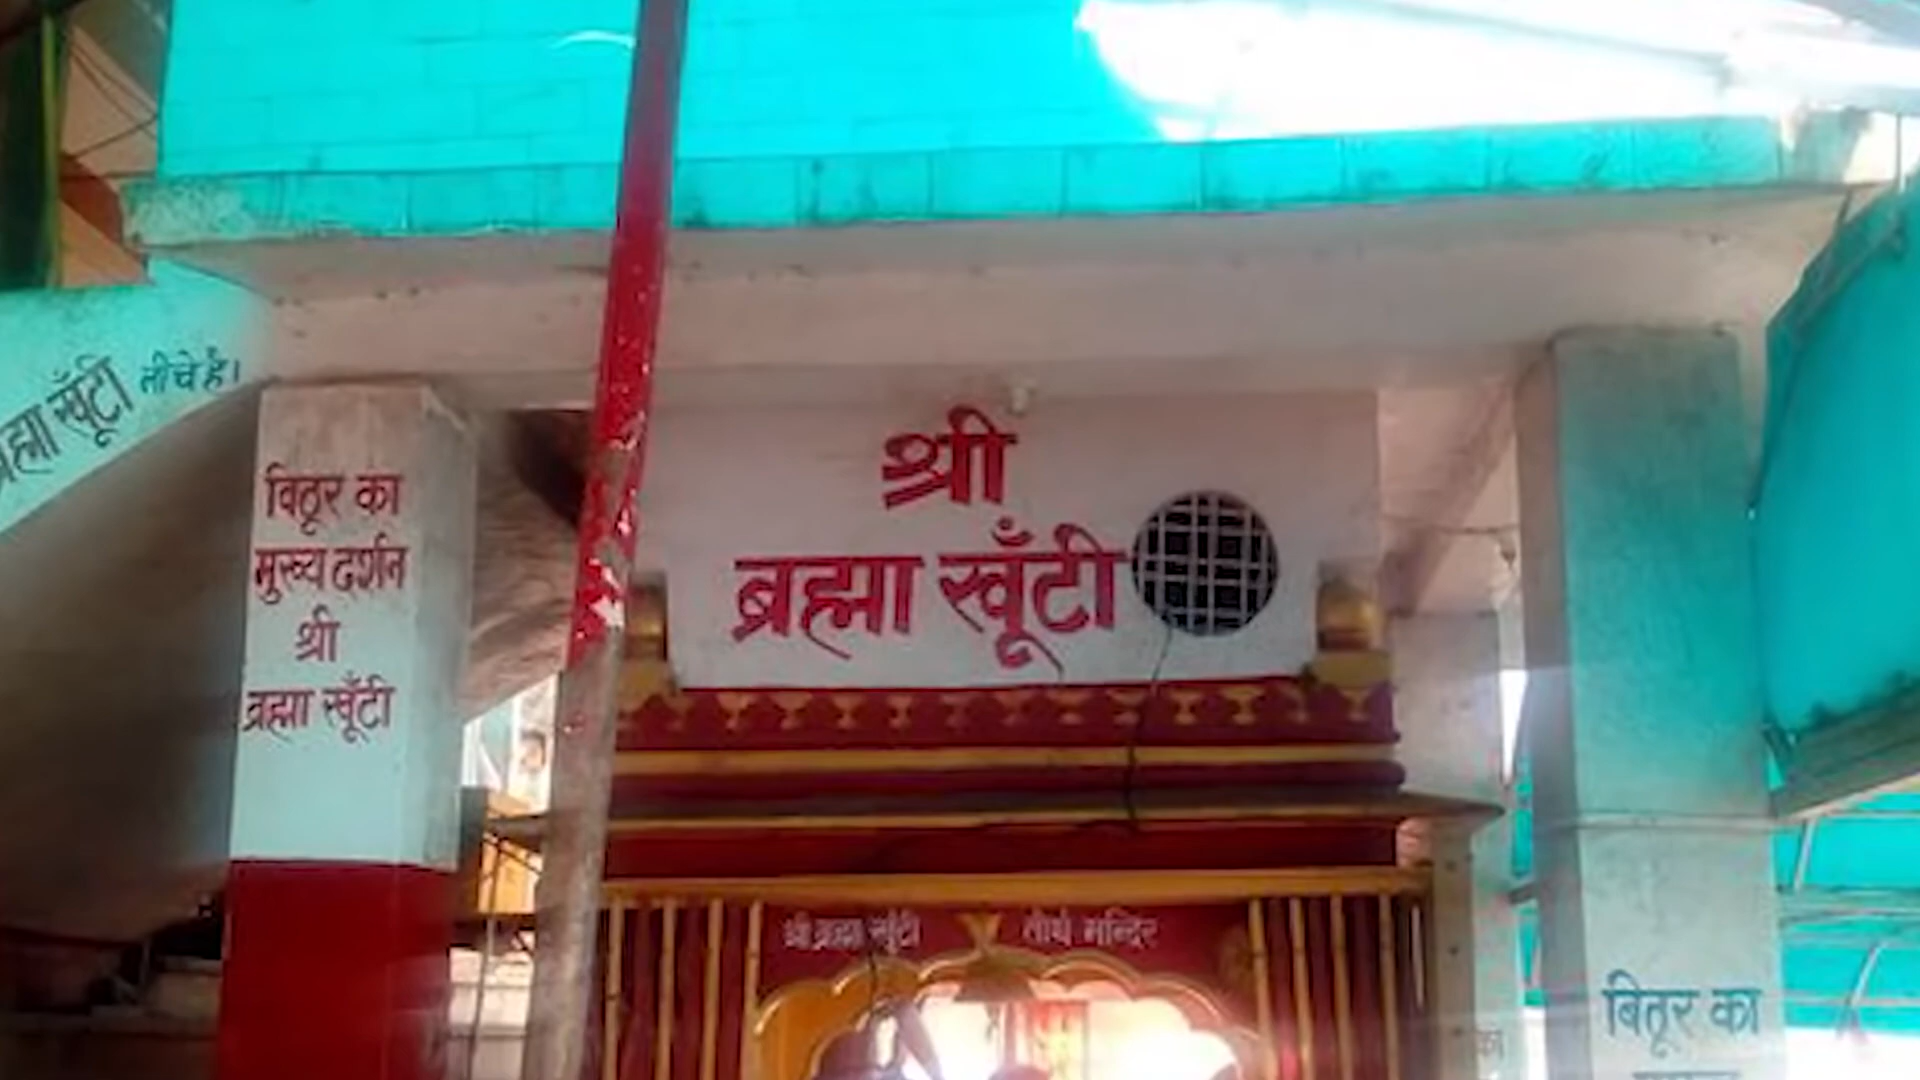 ब्रह्मा खूँटी नीचे है।
श्री
ब्रह्मा खूँटी
बिठूर का
मुख्य दर्शन
श्री
ब्रह्मा खूँटी
श्री ब्रह्मा खूँटी तीर्थ मन्दिर
बिठूर का